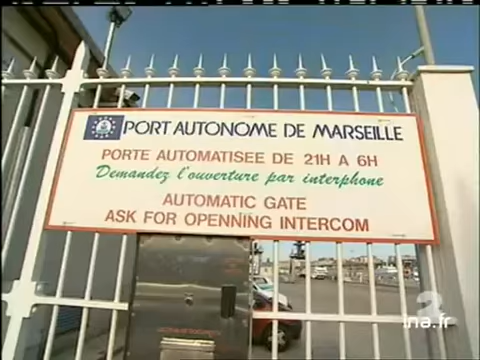 PORT AUTONOME DE MARSEILLE
PORTE AUTOMATISEE DE 21H A 6H
Demandez l'ouverture par interphone
AUTOMATIC GATE
ASK FOR OPENNING INTERCOM
2
ina.fr